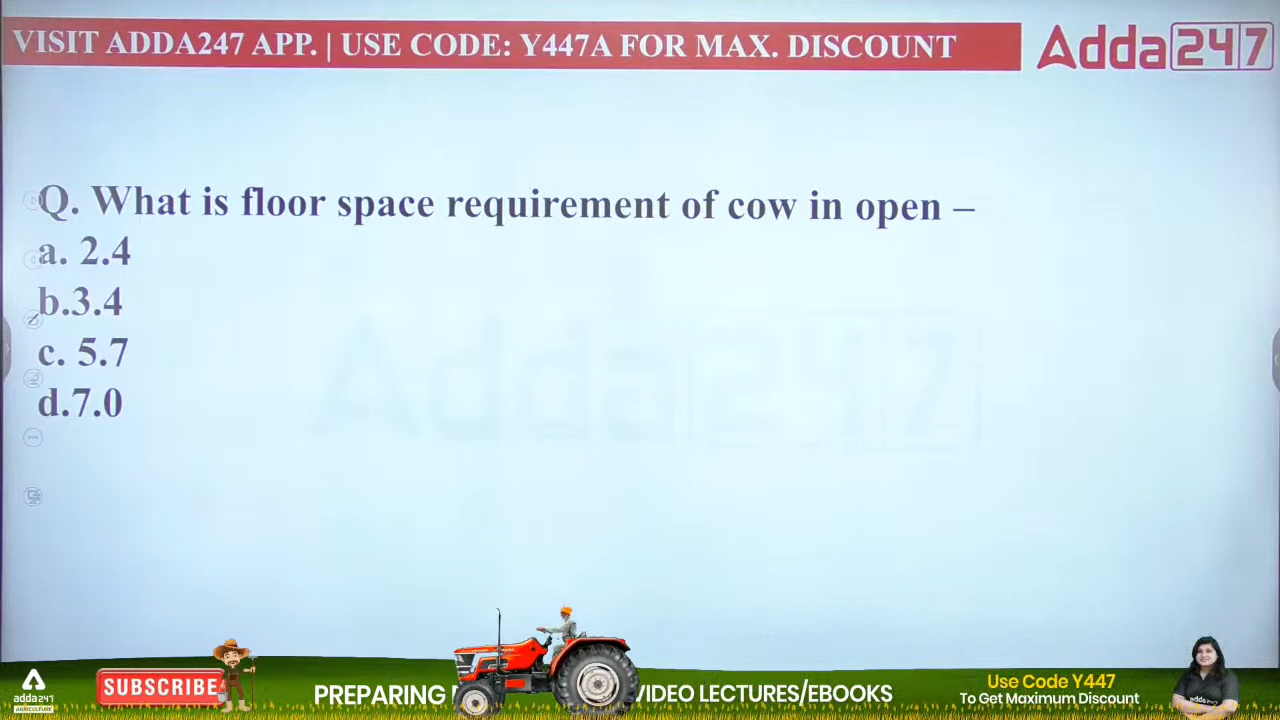 VISIT ADDA247 APP. | USE CODE: Y447A FOR MAX. DISCOUNT
Adda247
Q. What is floor space requirement of cow in open –
a. 2.4
b.3.4
c. 5.7
d.7.0
Adda247
adda247
AGRICULTURE
SUBSCRIBE
PREPARING
VIDEO LECTURES/EBOOKS
Use Code Y447
To Get Maximum Discount